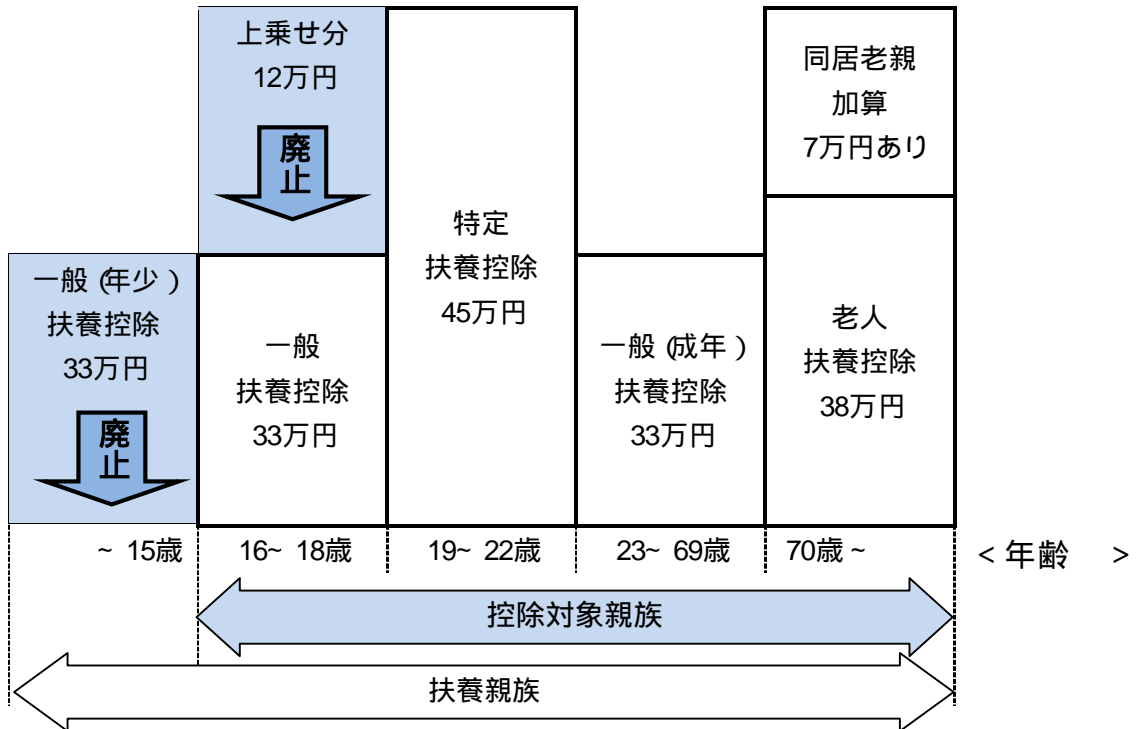 上乗せ分
12万円
廃
止
同居老親
加算
7万円あり
一般（年少）
扶養控除
33万円
廃
止
一般
扶養控除
33万円
特定
扶養控除
45万円
一般（成年）
扶養控除
33万円
老人
扶養控除
38万円
~ 15歳
16~ 18歳
19~ 22歳
23~ 69歳
70歳 ~
< 年齢 >
控除対象親族
扶養親族